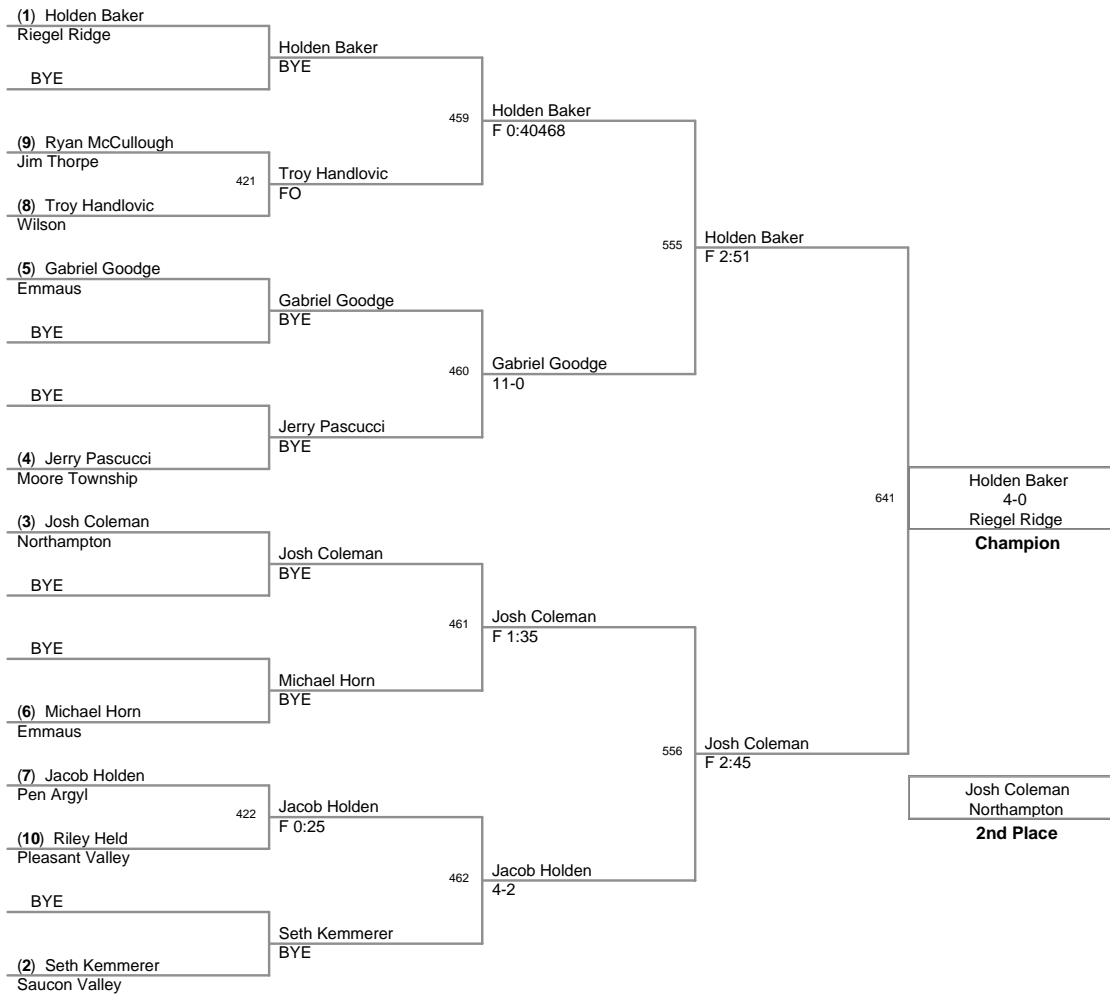 (1) Holden Baker
Riegel Ridge
BYE
(9) Ryan McCullough
Jim Thorpe
421
(8) Troy Handlovic
Wilson
(5) Gabriel Goodge
Emmaus
BYE
BYE
(4) Jerry Pascucci
Moore Township
(3) Josh Coleman
Northampton
BYE
BYE
(6) Michael Horn
Emmaus
(7) Jacob Holden
Pen Argyl
422
(10) Riley Held
Pleasant Valley
BYE
(2) Seth Kemmerer
Saucon Valley
Holden Baker
BYE
459
Troy Handlovic
FO
Gabriel Goodge
BYE
460
Jerry Pascucci
BYE
Josh Coleman
BYE
461
Michael Horn
BYE
Jacob Holden
F 0:25
462
Seth Kemmerer
BYE
Holden Baker
F 0:40468
555
Gabriel Goodge
11-0
Josh Coleman
F 1:35
556
Jacob Holden
4-2
Holden Baker
F 2:51
641
Josh Coleman
F 2:45
Holden Baker
4-0
Riegel Ridge
Champion
Josh Coleman
Northampton
2nd Place